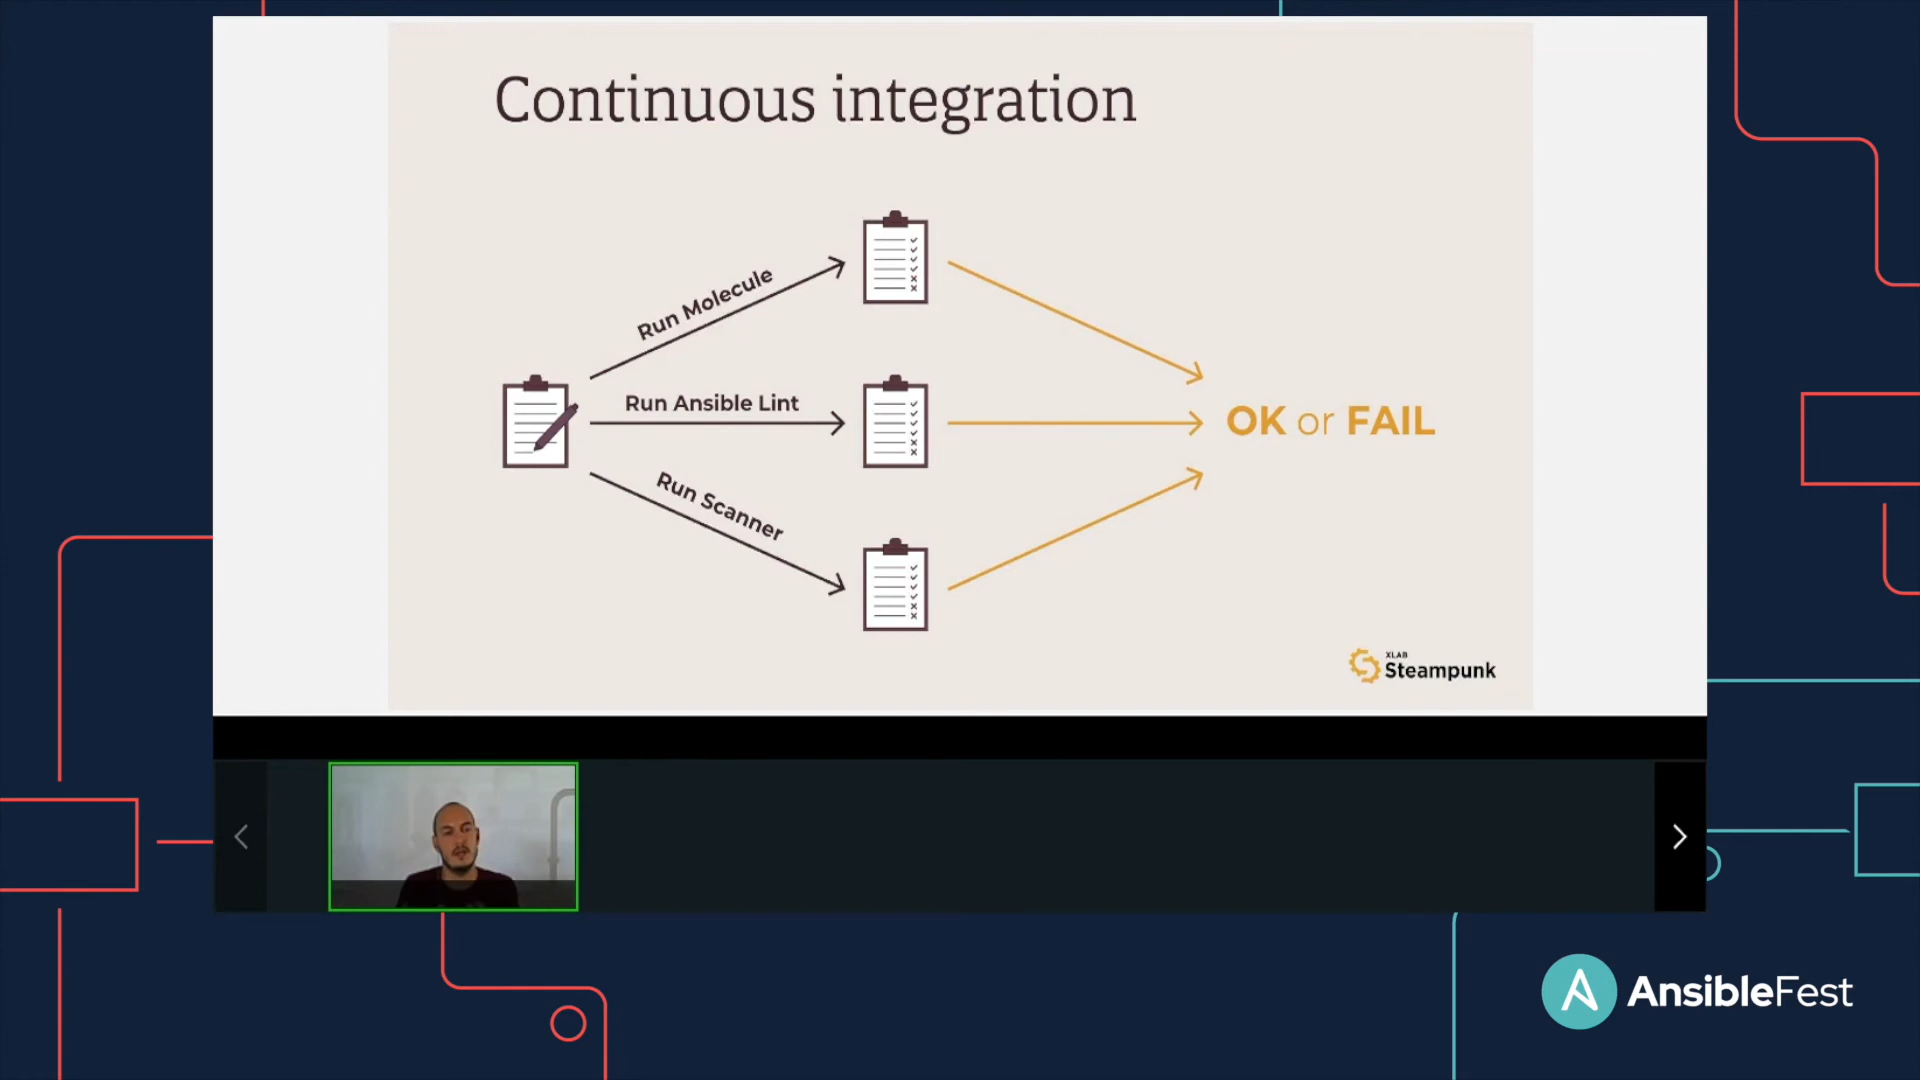 Continuous integration
Run Molecule
Run Ansible Lint
Run Scanner
OK or FAIL
XLAB
Steampunk
AnsibleFest